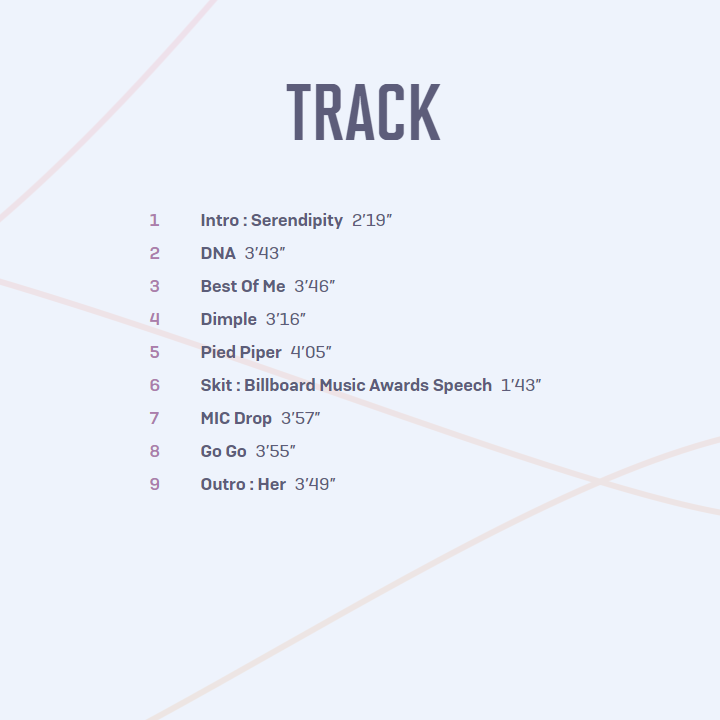 TRACK
1 Intro : Serendipity 2’19”
2 DNA 3’43”
3 Best Of Me 3’46”
4 Dimple 3’16”
5 Pied Piper 4’05”
6 Skit : Billboard Music Awards Speech 1’43”
7 MIC Drop 3’57”
8 Go Go 3’55”
9 Outro : Her 3’49”